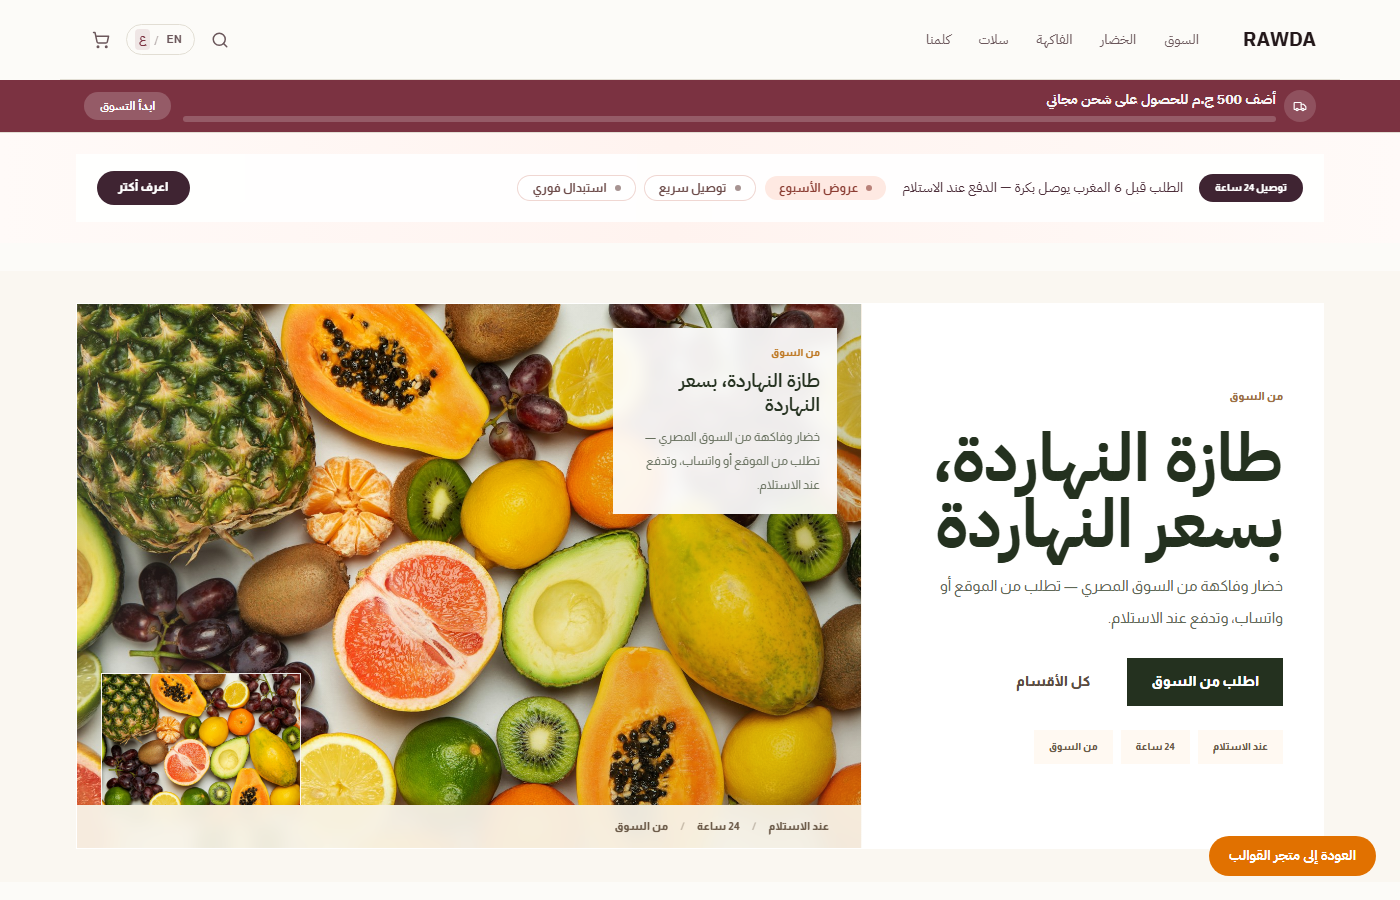 RAWDA
السوق
الخضار
الفاكهة
سلات
كلمنا
EN / ع
أضف 500 ج.م للحصول على شحن مجاني
ابدأ التسوق
توصيل 24 ساعة
الطلب قبل 6 المغرب يوصل بكرة — الدفع عند الاستلام
عروض الأسبوع
توصيل سريع
استبدال فوري
اعرف أكتر
من السوق
طازة النهاردة،
بسعر النهاردة
خضار وفاكهة من السوق المصري — تطلب من الموقع أو
واتساب، وتدفع عند الاستلام.
اطلب من السوق
كل الأقسام
عند الاستلام
24 ساعة
من السوق
من السوق
طازة النهاردة، بسعر
النهاردة
خضار وفاكهة من السوق المصري —
تطلب من الموقع أو واتساب، وتدفع
عند الاستلام.
عند الاستلام / 24 ساعة / من السوق
العودة إلى متجر القوالب